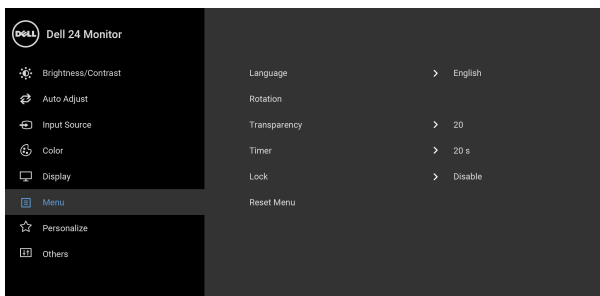 DELL Dell 24 Monitor
Brightness/Contrast
Auto Adjust
Input Source
Color
Display
Menu
Personalize
Others
Language > English
Rotation
Transparency > 20
Timer > 20 s
Lock > Disable
Reset Menu